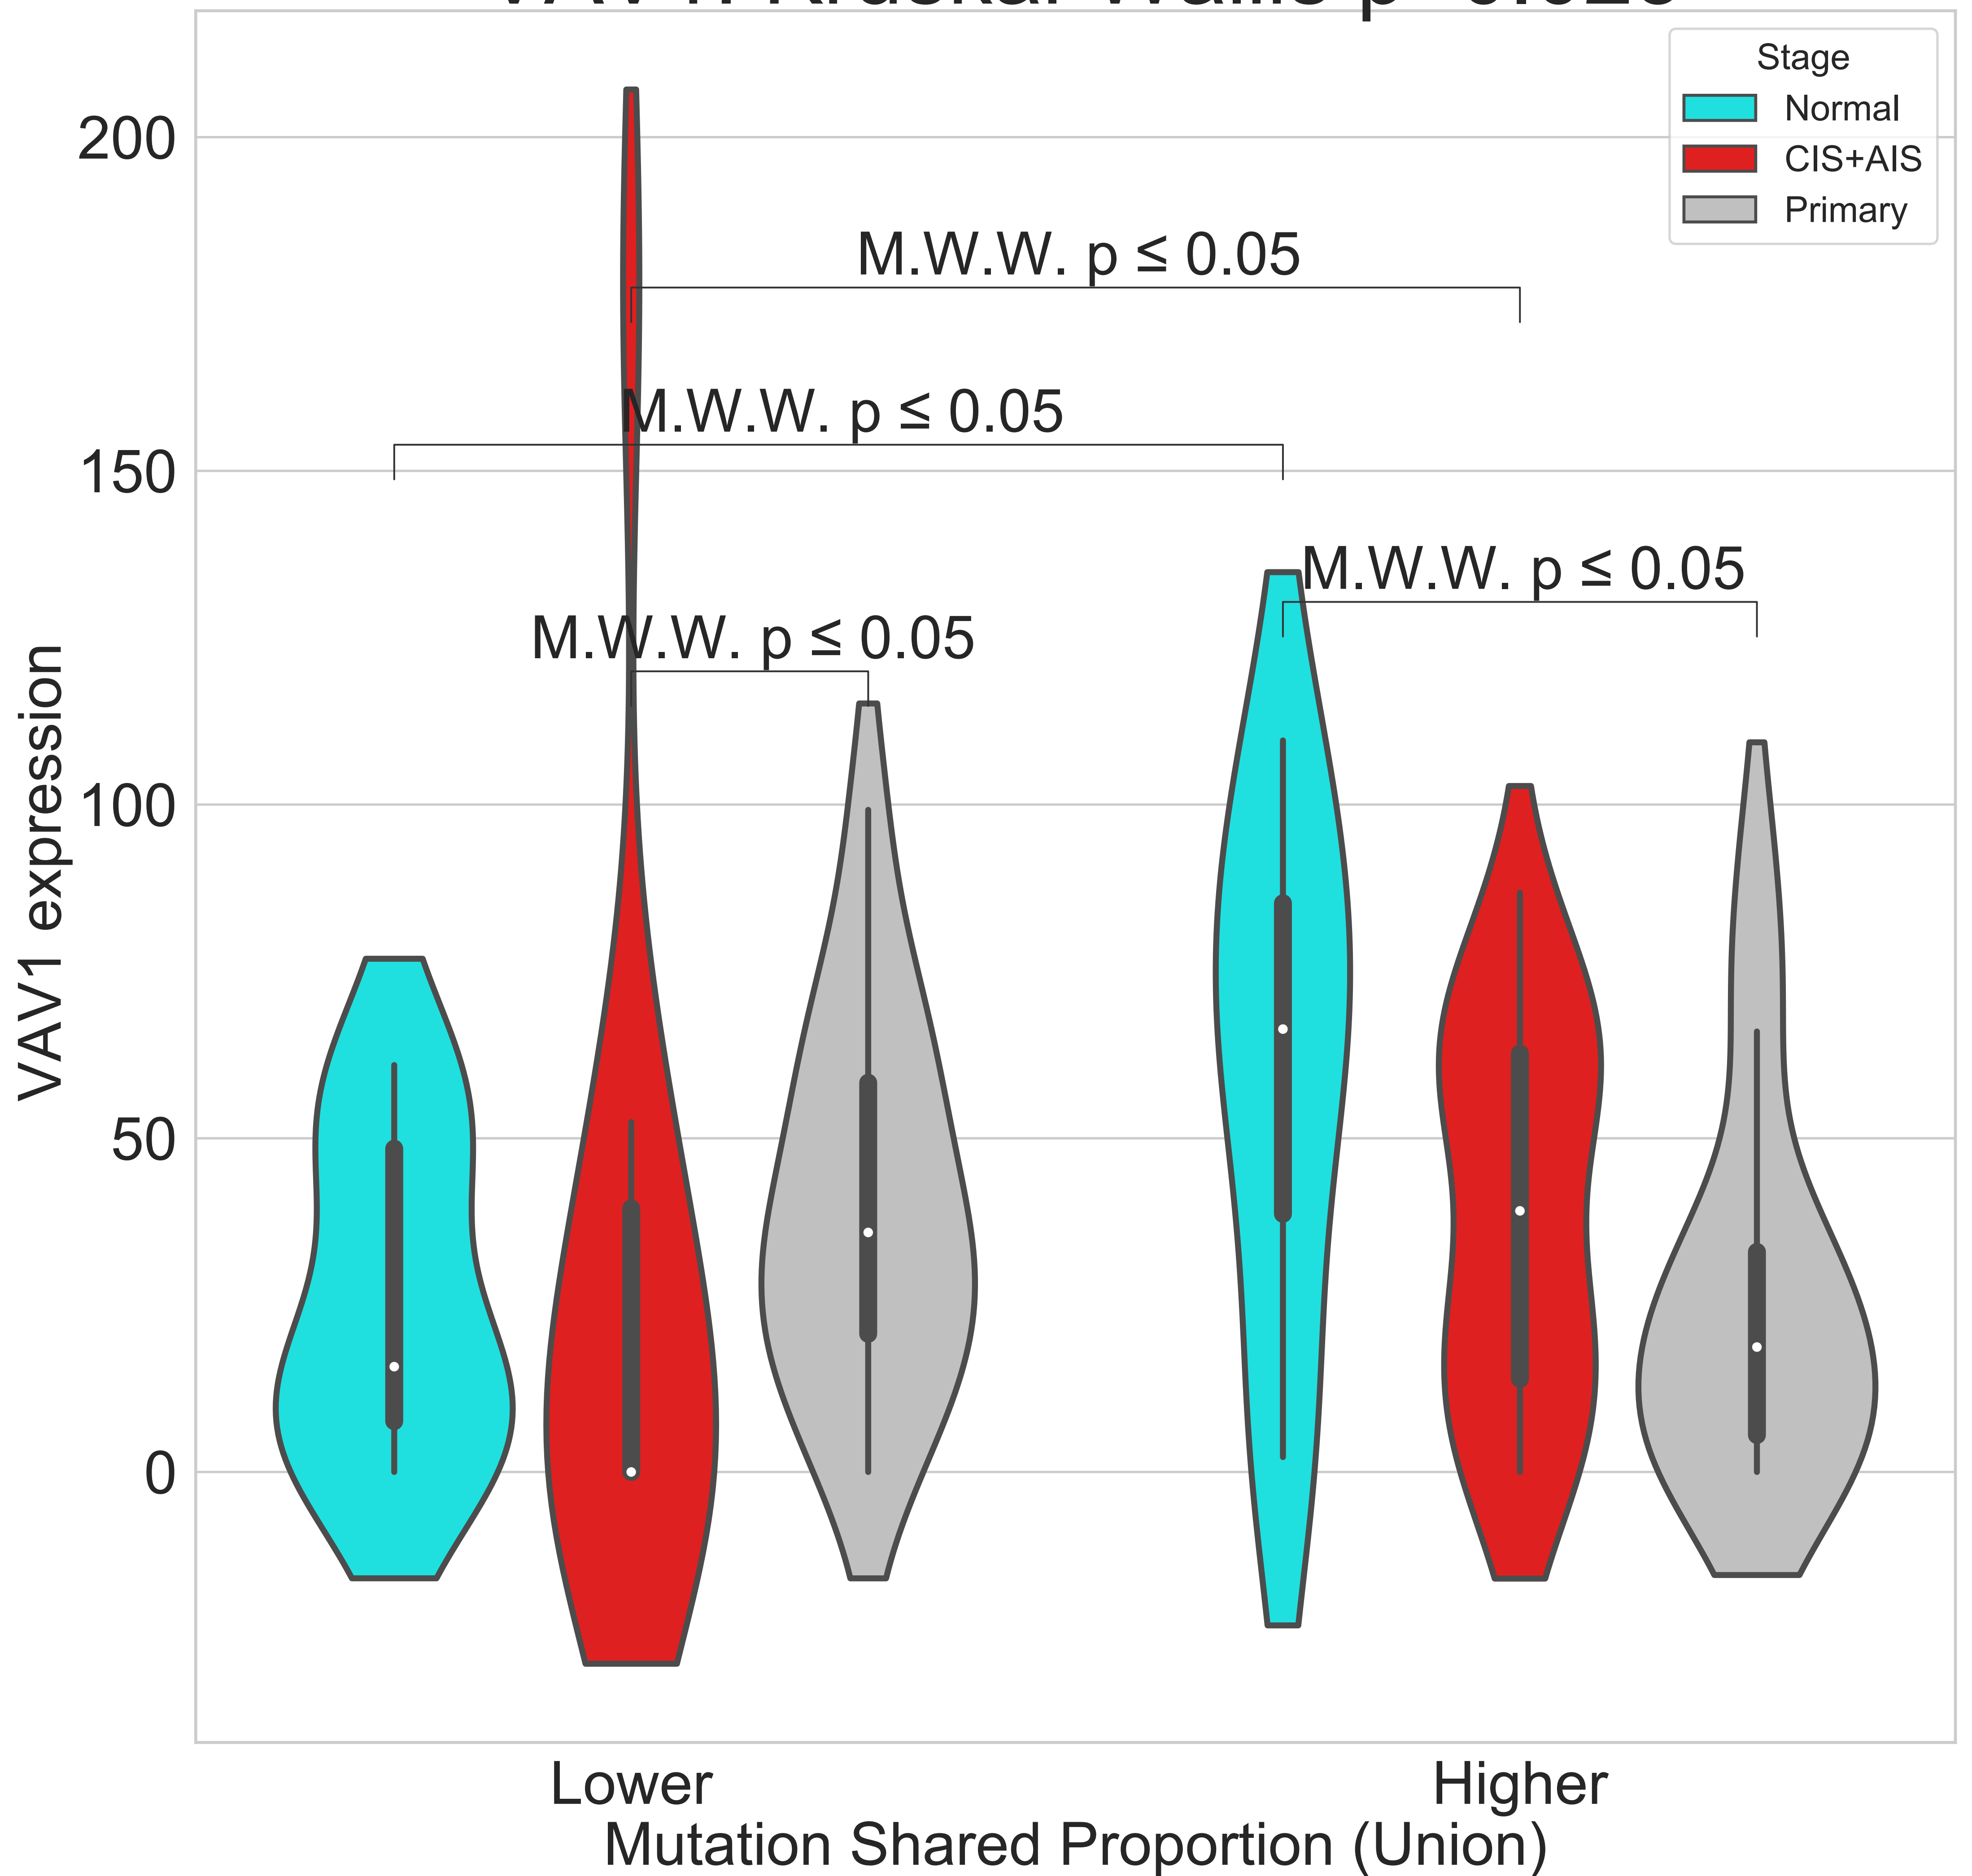 Stage
Normal
CIS+AIS
Primary
200
150
100
50
0
VAV1 expression
M.W.W. p ≤ 0.05
M.W.W. p ≤ 0.05
M.W.W. p ≤ 0.05
M.W.W. p ≤ 0.05
Lower
Higher
Mutation Shared Proportion (Union)